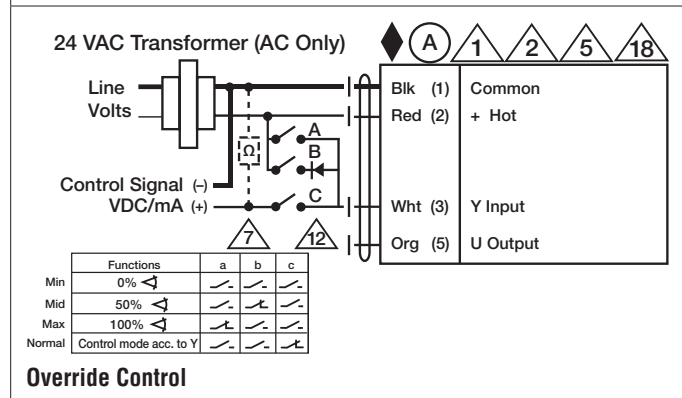 24 VAC Transformer (AC Only)
A 1 2 5 18
Line
Volts
Blk (1) Common
Red (2) + Hot
A
Ω
B
Control Signal (–)
VDC/mA (+)
C
Wht (3) Y Input
7 12
Org (5) U Output
Functions a b c
Min 0%
Mid 50%
Max 100%
Normal Control mode acc. to Y
Override Control